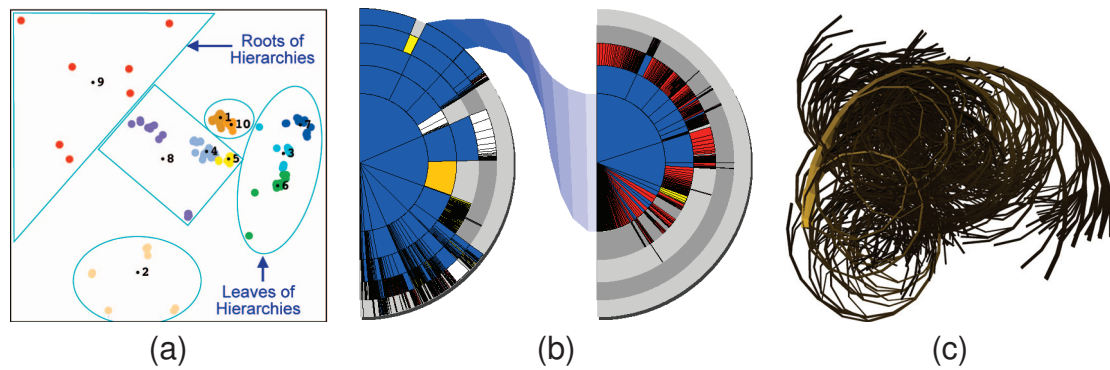 Roots of
Hierarchies
9
1
10
7
4
5
3
8
6
2
Leaves of
Hierarchies
(a)
(b)
(c)